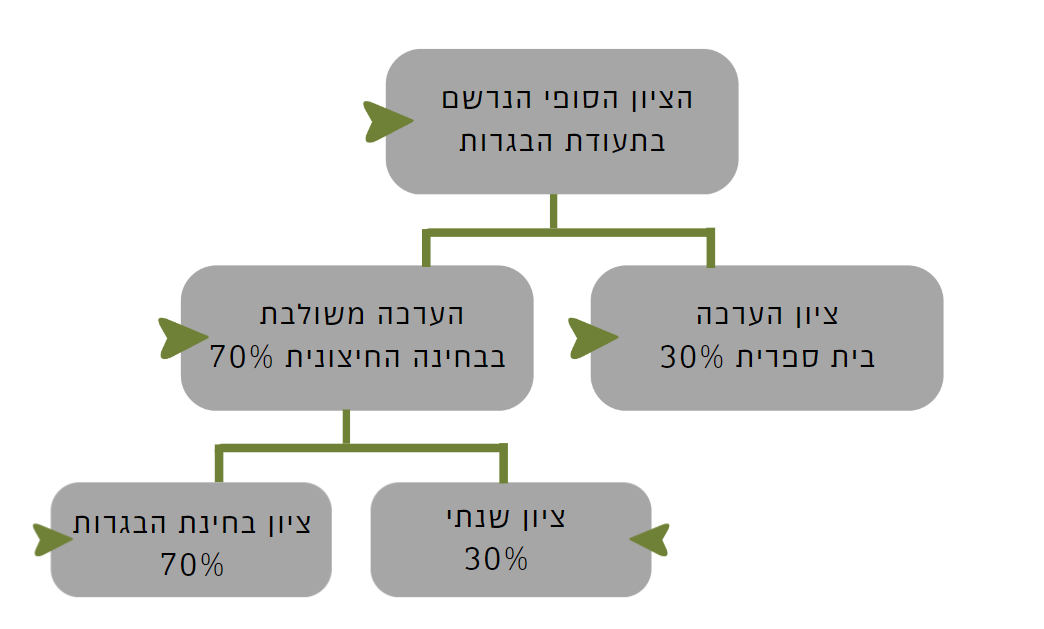 הציון הסופי הנרשם
בתעודת הבגרות
ציון הערכה
בית ספרית 30%
הערכה משולבת
בבחינה החיצונית 70%
ציון שנתי
30%
ציון בחינת הבגרות
70%